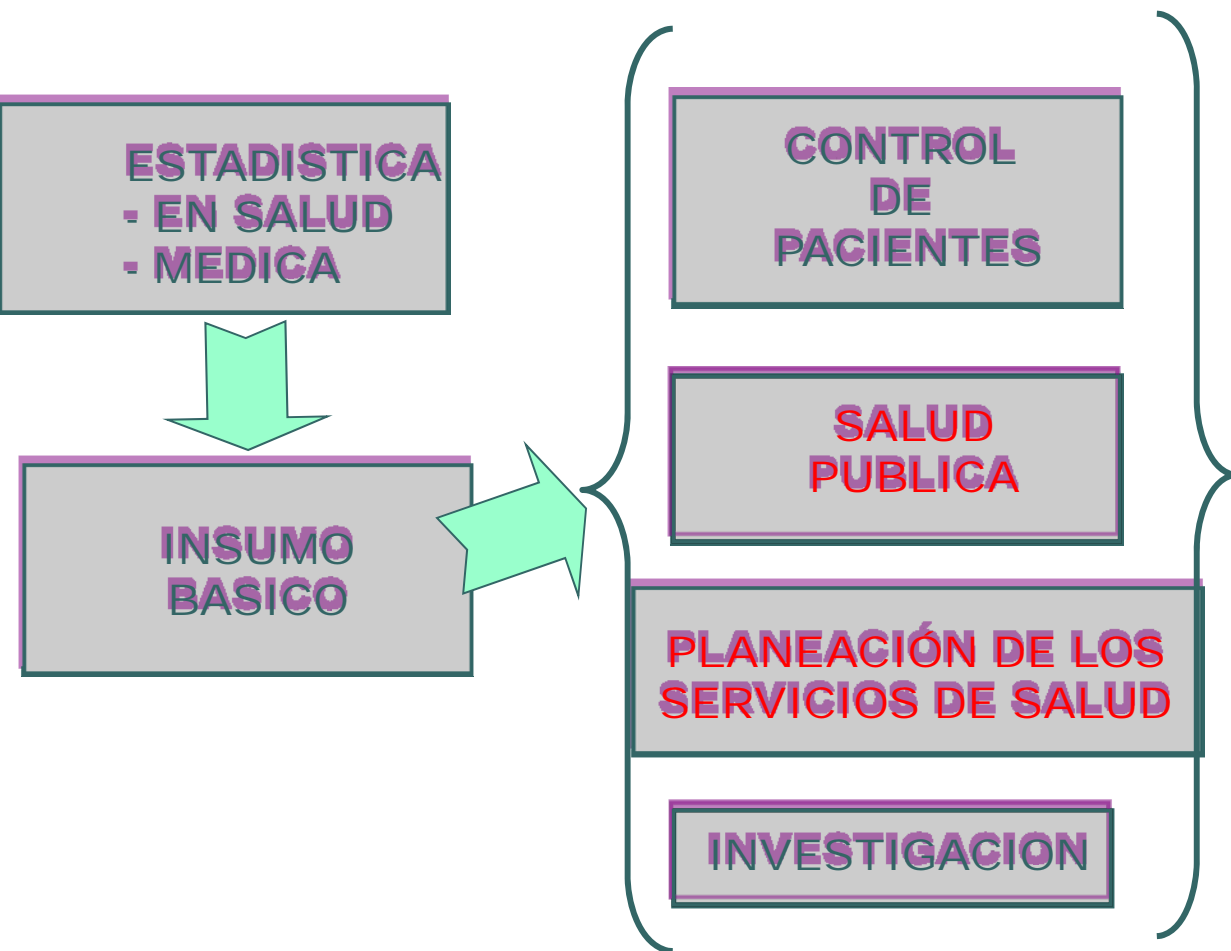 ESTADISTICA
- EN SALUD
- MEDICA
INSUMO
BASICO
CONTROL
DE
PACIENTES
SALUD
PUBLICA
PLANEACIÓN DE LOS
SERVICIOS DE SALUD
INVESTIGACION